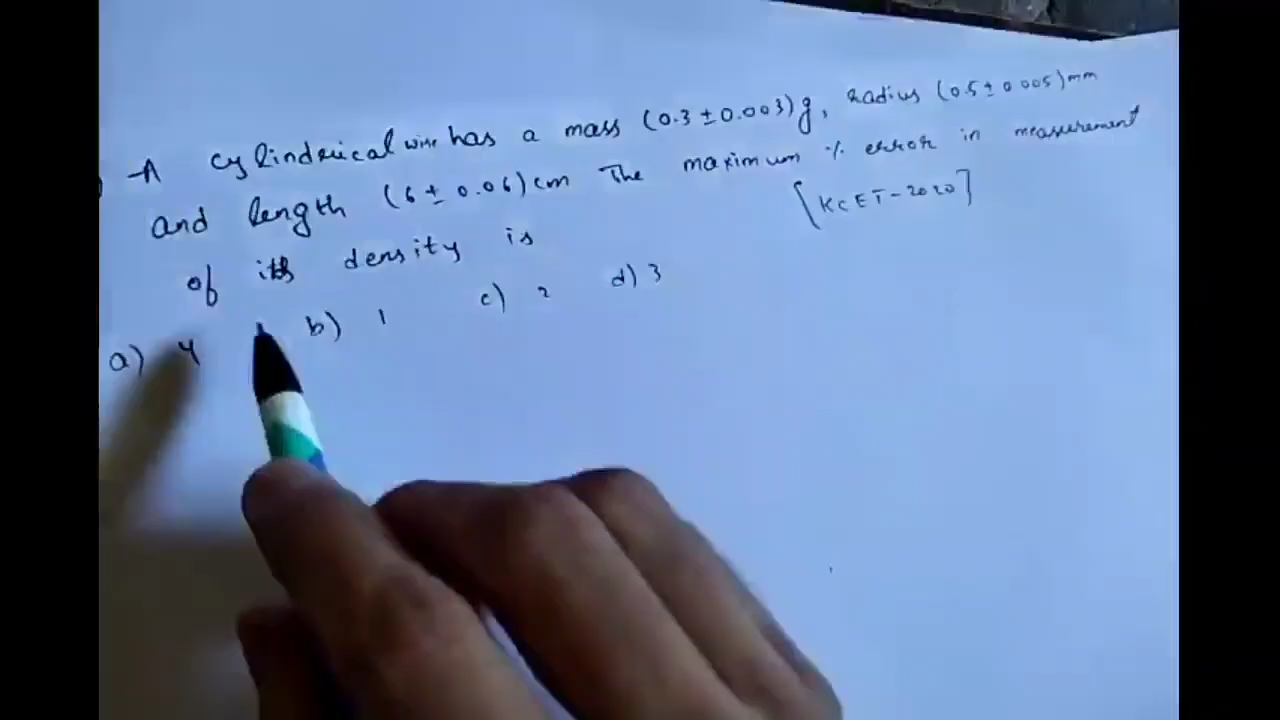 A cylindrical wire has a mass (0.3 ± 0.003)g, radius (0.5 ± 0.005)mm
and length (6 ± 0.06)cm The maximum % error in measurement
of its density is [KCET-2020]
a) 4 b) 1 c) 2 d) 3